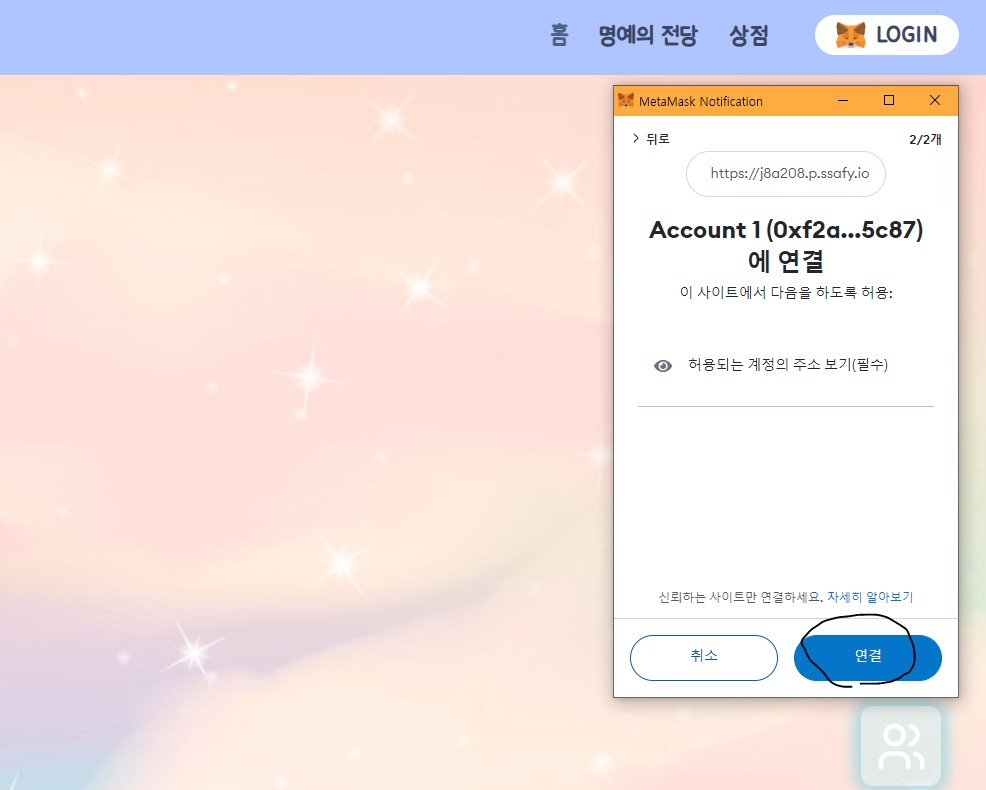 홈 명예의 전당 상점 LOGIN
MetaMask Notification
뒤로 2/2개
https://j8a208.p.ssafy.io
Account 1 (0xf2a...5c87)
에 연결
이 사이트에서 다음을 하도록 허용:
허용되는 계정의 주소 보기(필수)
신뢰하는 사이트만 연결하세요. 자세히 알아보기
취소 연결